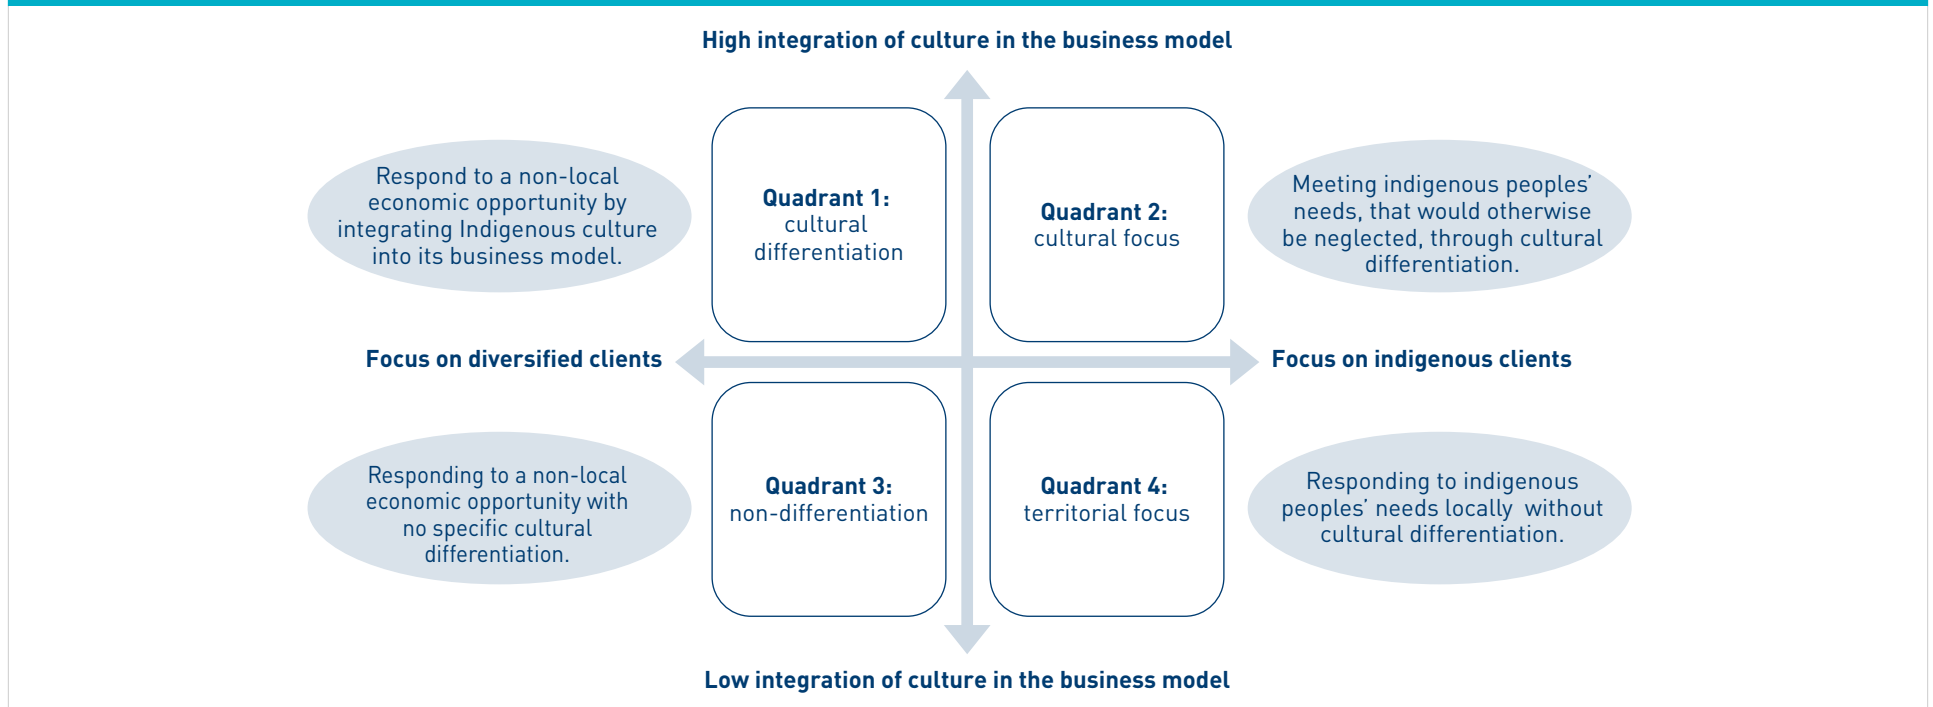 High integration of culture in the business model
Respond to a non-local
economic opportunity by
integrating Indigenous culture
into its business model.
Quadrant 1:
cultural
differentiation
Quadrant 2:
cultural focus
Meeting indigenous peoples’
needs, that would otherwise
be neglected, through cultural
differentiation.
Focus on diversified clients
Focus on indigenous clients
Responding to a non-local
economic opportunity with
no specific cultural
differentiation.
Quadrant 3:
non-differentiation
Quadrant 4:
territorial focus
Responding to indigenous
peoples’ needs locally  without
cultural differentiation.
Low integration of culture in the business model